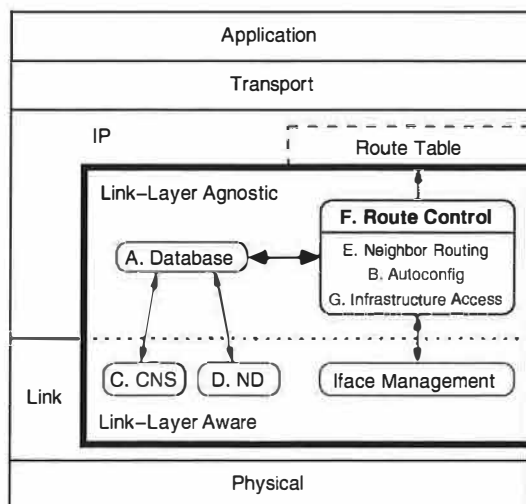 Application
Transport
IP
Route Table
Link–Layer Agnostic
F. Route Control
E. Neighbor Routing
A. Database
B. Autoconfig
G. Infrastructure Access
C. CNS
D. ND
Iface Management
Link
Link–Layer Aware
Physical